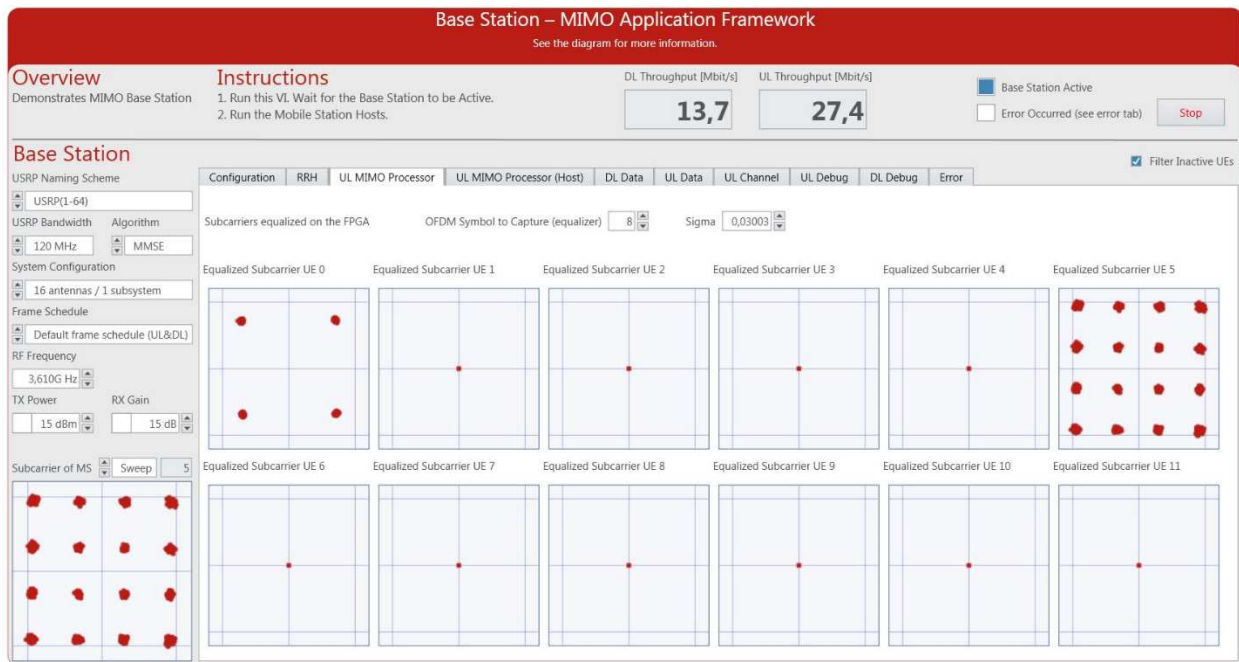 Base Station – MIMO Application Framework
See the diagram for more information.
Overview
Demonstrates MIMO Base Station
Instructions
1. Run this VI. Wait for the Base Station to be Active.
2. Run the Mobile Station Hosts.
DL Throughput [Mbit/s]
13,7
UL Throughput [Mbit/s]
27,4
Base Station Active
Error Occurred (see error tab)
Stop
Base Station
Filter Inactive UEs
USRP Naming Scheme
USRP(1-64)
USRP Bandwidth
Algorithm
120 MHz
MMSE
System Configuration
16 antennas / 1 subsystem
Frame Schedule
Default frame schedule (UL&DL)
RF Frequency
3,610G Hz
TX Power
RX Gain
15 dBm
15 dB
Subcarrier of MS
Sweep
5
Configuration
RRH
UL MIMO Processor
UL MIMO Processor (Host)
DL Data
UL Data
UL Channel
UL Debug
DL Debug
Error
Subcarriers equalized on the FPGA
OFDM Symbol to Capture (equalizer)
8
Sigma
0,03003
Equalized Subcarrier UE 0
Equalized Subcarrier UE 1
Equalized Subcarrier UE 2
Equalized Subcarrier UE 3
Equalized Subcarrier UE 4
Equalized Subcarrier UE 5
Equalized Subcarrier UE 6
Equalized Subcarrier UE 7
Equalized Subcarrier UE 8
Equalized Subcarrier UE 9
Equalized Subcarrier UE 10
Equalized Subcarrier UE 11